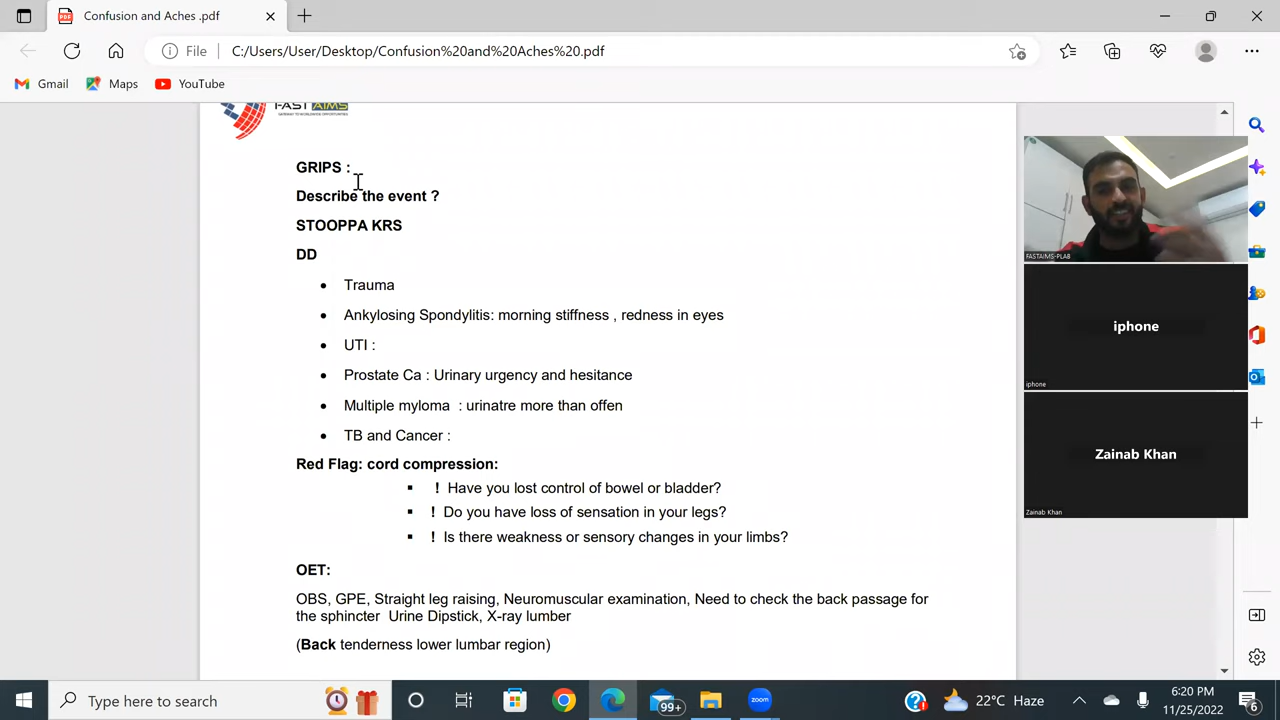 Confusion and Aches .pdf
File
C:/Users/User/Desktop/Confusion%20and%20Aches%20.pdf
Gmail
Maps
YouTube
FAST AIMS
GATEWAY TO WORLDWIDE OPPORTUNITIES
GRIPS :
Describe the event ?
STOOPPA KRS
DD
Trauma
Ankylosing Spondylitis: morning stiffness , redness in eyes
UTI :
Prostate Ca : Urinary urgency and hesitance
Multiple myloma : urinatre more than offen
TB and Cancer :
Red Flag: cord compression:
! Have you lost control of bowel or bladder?
! Do you have loss of sensation in your legs?
! Is there weakness or sensory changes in your limbs?
OET:
OBS, GPE, Straight leg raising, Neuromuscular examination, Need to check the back passage for
the sphincter Urine Dipstick, X-ray lumber
(Back tenderness lower lumbar region)
FASTAIMS-PLAB
iphone
iphone
Zainab Khan
Zainab Khan
Type here to search
99+
zoom
22°C Haze
6:20 PM
11/25/2022
6